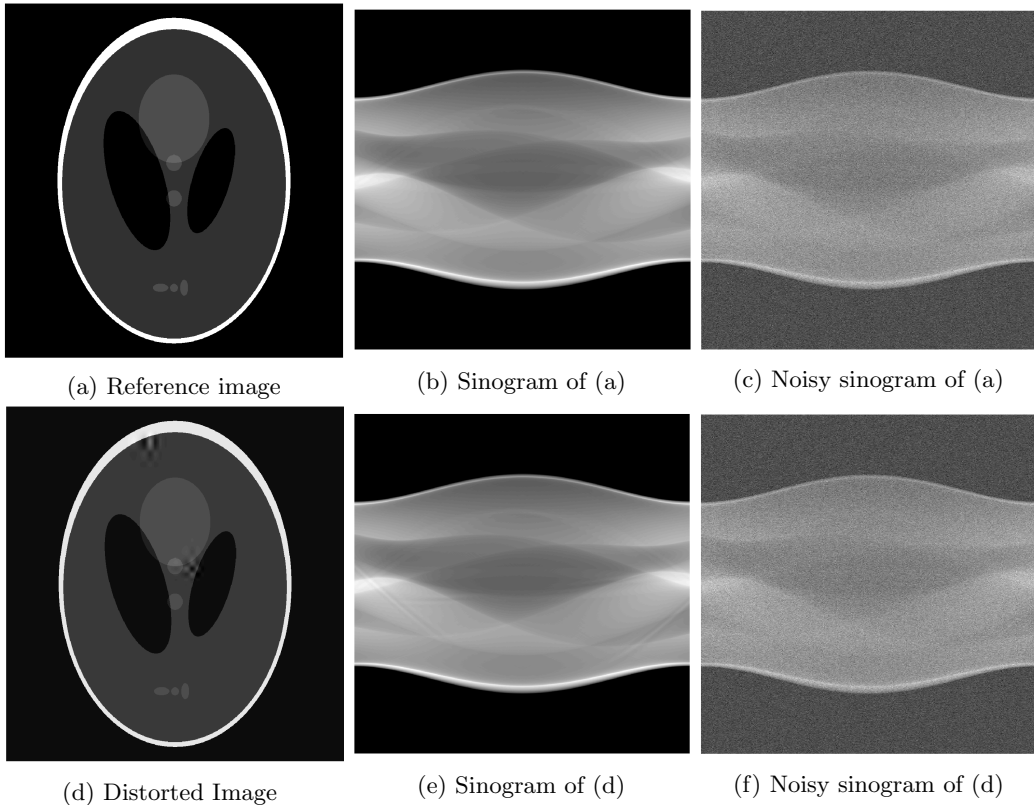 (a) Reference image
(b) Sinogram of (a)
(c) Noisy sinogram of (a)
(d) Distorted Image
(e) Sinogram of (d)
(f) Noisy sinogram of (d)